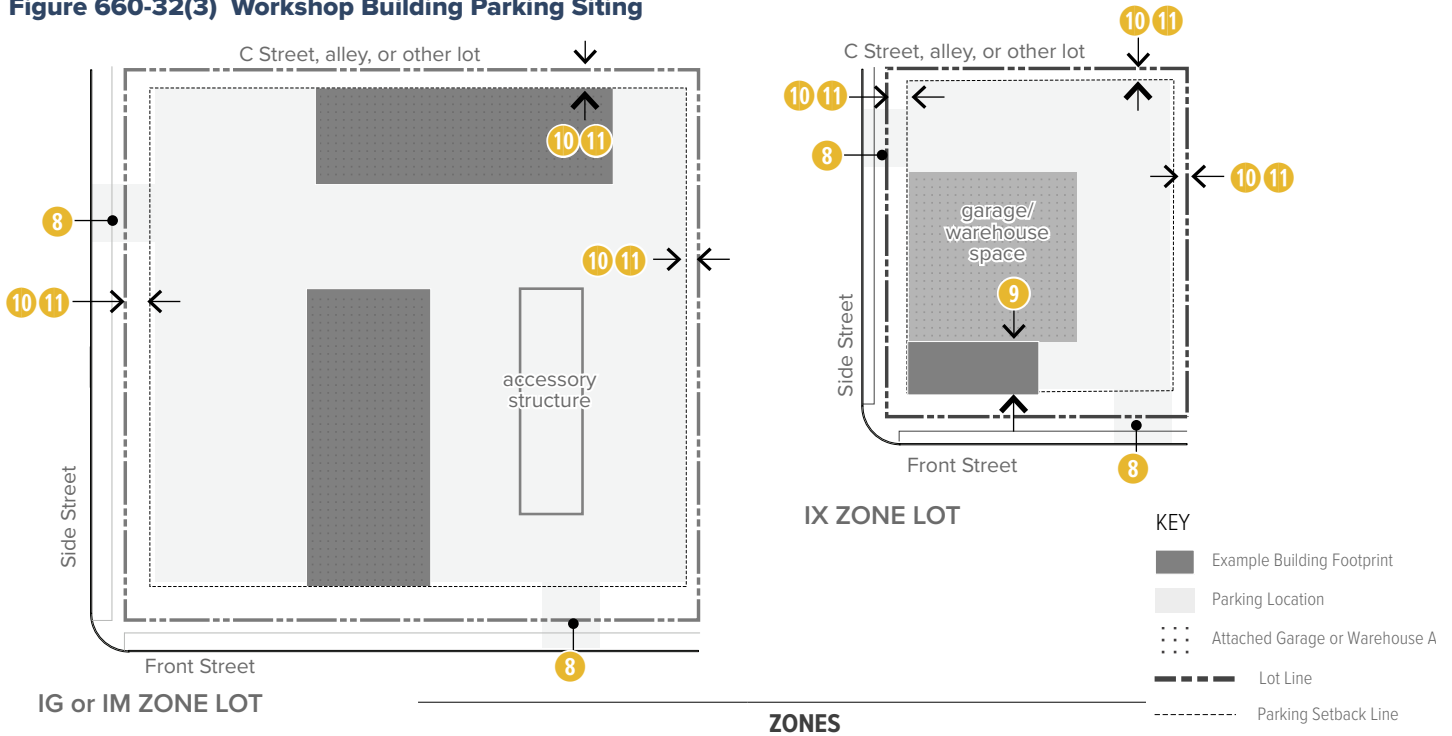 Figure 660-32(3) Workshop Building Parking Siting
C Street, alley, or other lot
10 11
8
10 11
10 11
accessory
structure
Side Street
8
Front Street
IG or IM ZONE LOT
10 11
C Street, alley, or other lot
10 11
8
10 11
garage/
warehouse
space
9
Side Street
Front Street
8
IX ZONE LOT
KEY
Example Building Footprint
Parking Location
Attached Garage or Warehouse A
Lot Line
Parking Setback Line
ZONES